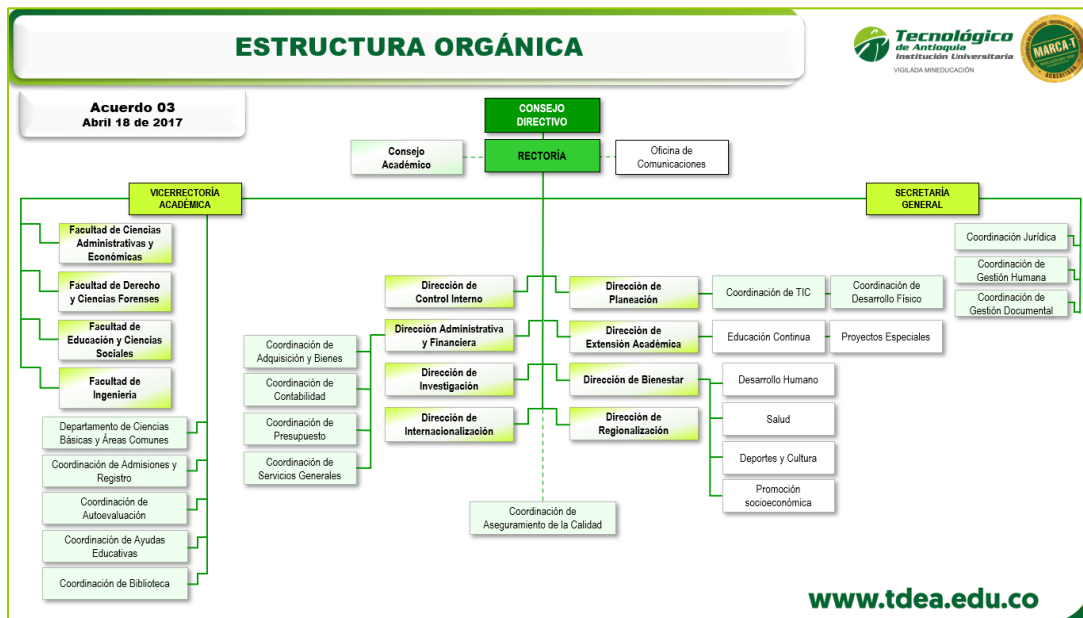 ESTRUCTURA ORGÁNICA
Tecnológico
de Antioquia
Institución Universitaria
VIGILADA MINEDUCACIÓN
MARCA-T
ACREDITADA
Acuerdo 03
Abril 18 de 2017
CONSEJO
DIRECTIVO
Consejo
Académico
RECTORÍA
Oficina de
Comunicaciones
VICERRECTORÍA
ACADÉMICA
SECRETARÍA
GENERAL
Facultad de Ciencias
Administrativas y
Económicas
Facultad de Derecho
y Ciencias Forenses
Facultad de
Educación y Ciencias
Sociales
Facultad de
Ingenieria
Departamento de Ciencias
Básicas y Áreas Comunes
Coordinación de Admisiones y
Registro
Coordinación de
Autoevaluación
Coordinación de Ayudas
Educativas
Coordinación de Biblioteca
Dirección de
Control Interno
Dirección Administrativa
y Financiera
Dirección de
Investigación
Dirección de
Internacionalización
Coordinación de
Adquisición y Bienes
Coordinación de
Contabilidad
Coordinación de
Presupuesto
Coordinación de
Servicios Generales
Dirección de
Planeación
Coordinación de TIC
Coordinación de
Desarrollo Físico
Dirección de
Extensión Académica
Educación Continua
Proyectos Especiales
Dirección de Bienestar
Desarrollo Humano
Salud
Deportes y Cultura
Promoción
socioeconómica
Dirección de
Regionalización
Coordinación de
Aseguramiento de la Calidad
Coordinación Jurídica
Coordinación de
Gestión Humana
Coordinación de
Gestión Documental
www.tdea.edu.co